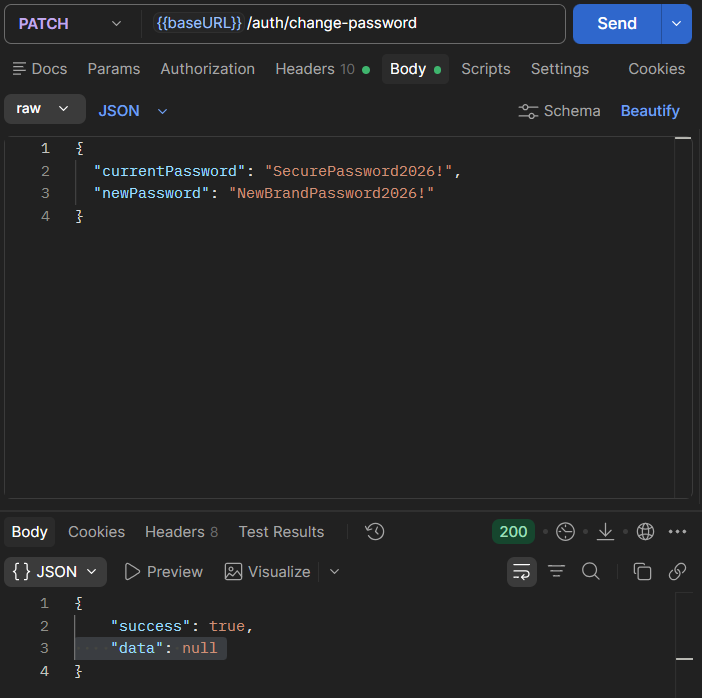 PATCH {{baseURL}} /auth/change-password Send
Docs Params Authorization Headers 10 Body Scripts Settings Cookies
raw JSON Schema Beautify
1 {
2 "currentPassword": "SecurePassword2026!",
3 "newPassword": "NewBrandPassword2026!"
4 }
Body Cookies Headers 8 Test Results 200
{} JSON Preview Visualize
1 {
2 "success": true,
3 "data": null
4 }